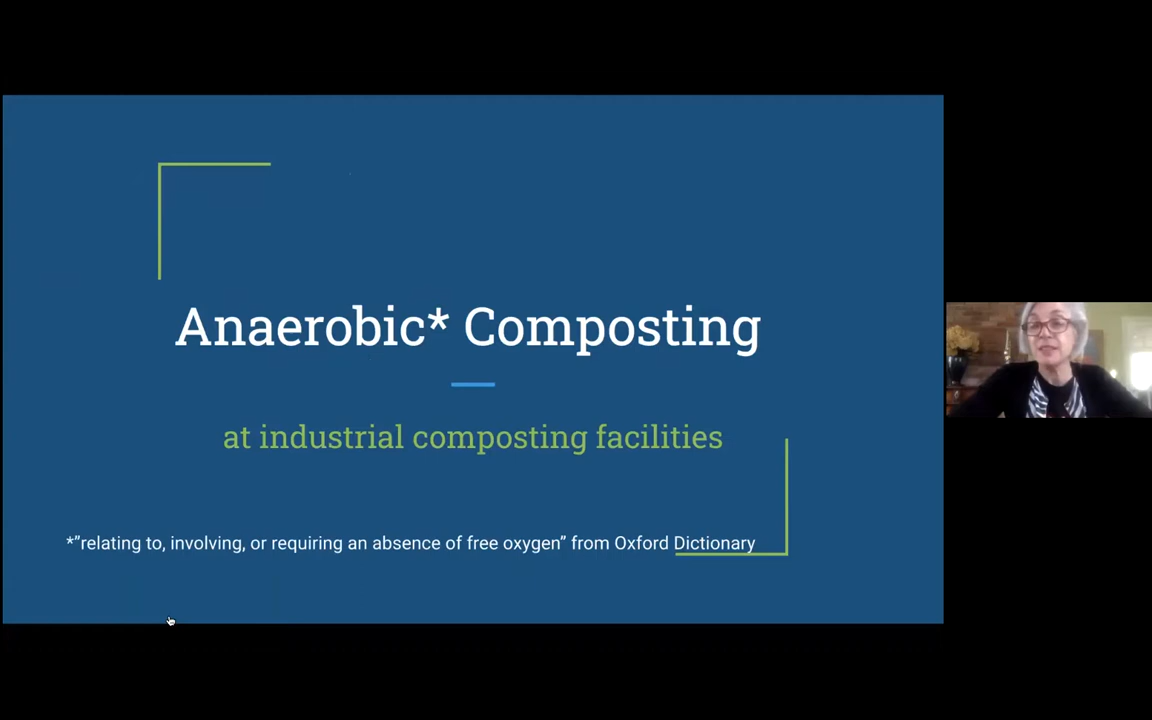 Anaerobic* Composting
at industrial composting facilities
*”relating to, involving, or requiring an absence of free oxygen” from Oxford Dictionary